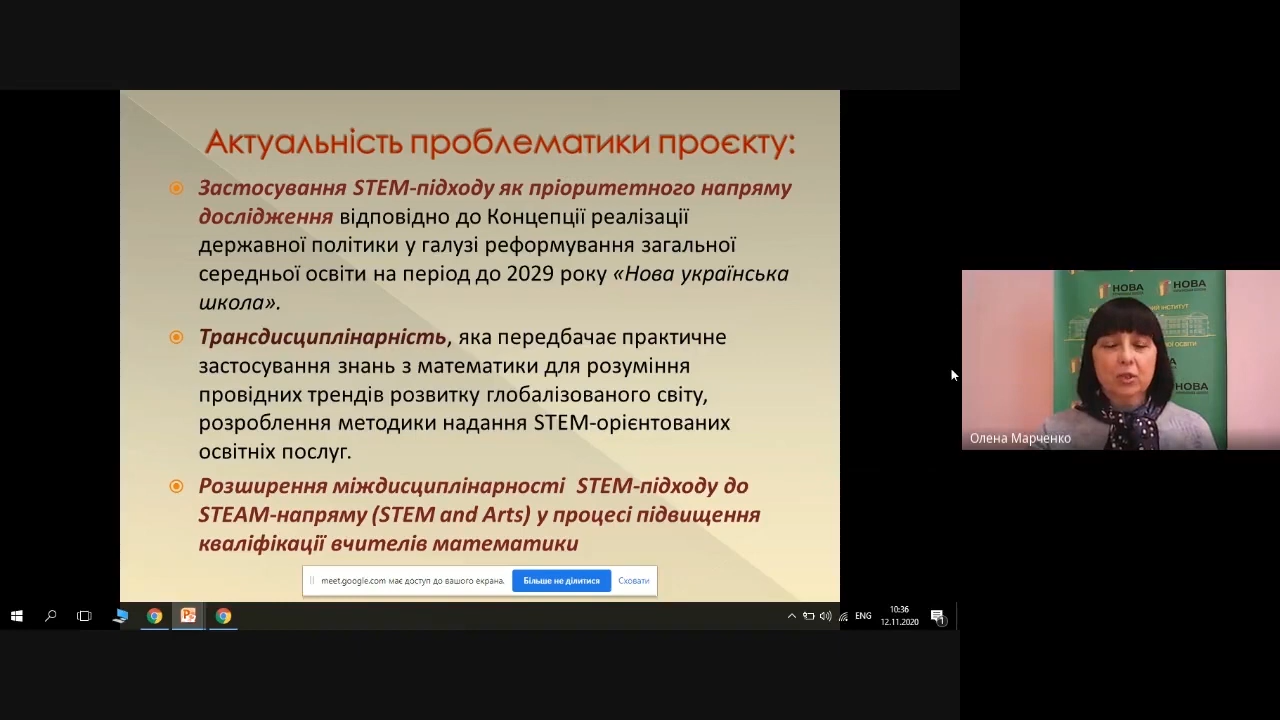 Актуальність проблематики проєкту:
Застосування STEM-підходу як пріоритетного напряму
дослідження відповідно до Концепції реалізації
державної політики у галузі реформування загальної
середньої освіти на період до 2029 року «Нова українська
школа».
Трансдисциплінарність, яка передбачає практичне
застосування знань з математики для розуміння
провідних трендів розвитку глобалізованого світу,
розроблення методики надання STEM-орієнтованих
освітніх послуг.
Розширення міждисциплінарності STEM-підходу до
STEAM-напряму (STEM and Arts) у процесі підвищення
кваліфікації вчителів математики
meet.google.com має доступ до вашого екрана.
Більше не ділитися
Сховати
ENG
10:36
12.11.2020
1
НОВА
НОВА
НОВА
Олена Марченко